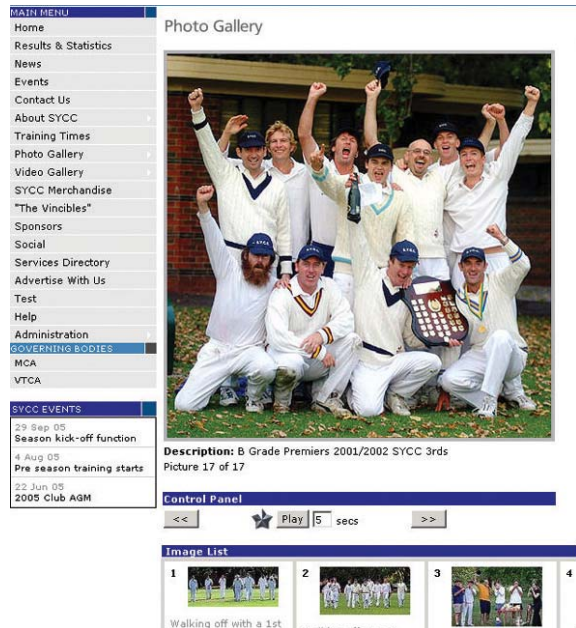 MAIN MENU
Home
Results & Statistics
News
Events
Contact Us
About SYCC
Training Times
Photo Gallery
Video Gallery
SYCC Merchandise
"The Vincibles"
Sponsors
Social
Services Directory
Advertise With Us
Test
Help
Administration
GOVERNING BODIES
MCA
VTCA
SYCC EVENTS
29 Sep 05
Season kick-off function
4 Aug 05
Pre season training starts
22 Jun 05
2005 Club AGM
Photo Gallery
Description: B Grade Premiers 2001/2002 SYCC 3rds
Picture 17 of 17
Control Panel
<< Play 5 secs >>
Image List
1 2 3 4
Walking off with a 1st